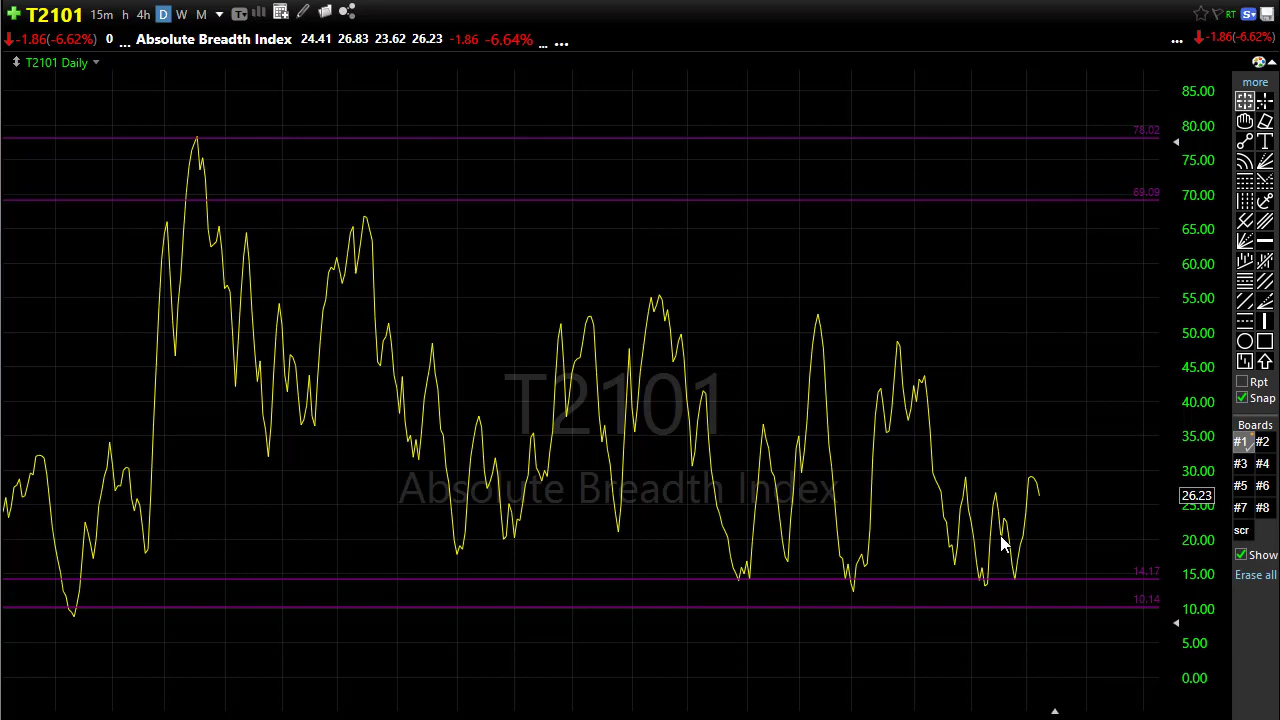 T2101 15m h 4h D W M T RT S
-1.86(-6.62%) 0 ... Absolute Breadth Index 24.41 26.83 23.62 26.23 -1.86 -6.64% ... ... ... -1.86(-6.62%)
T2101 Daily
more
85.00
80.00
78.02
75.00
70.00
69.09
65.00
60.00
55.00
50.00
45.00
40.00
35.00
30.00
26.23
25.00
20.00
15.00
14.17
10.00
10.14
5.00
0.00
T2101
Absolute Breadth Index
T
Rpt
Snap
Boards
#1 #2
#3 #4
#5 #6
#7 #8
scr
Show
Erase all